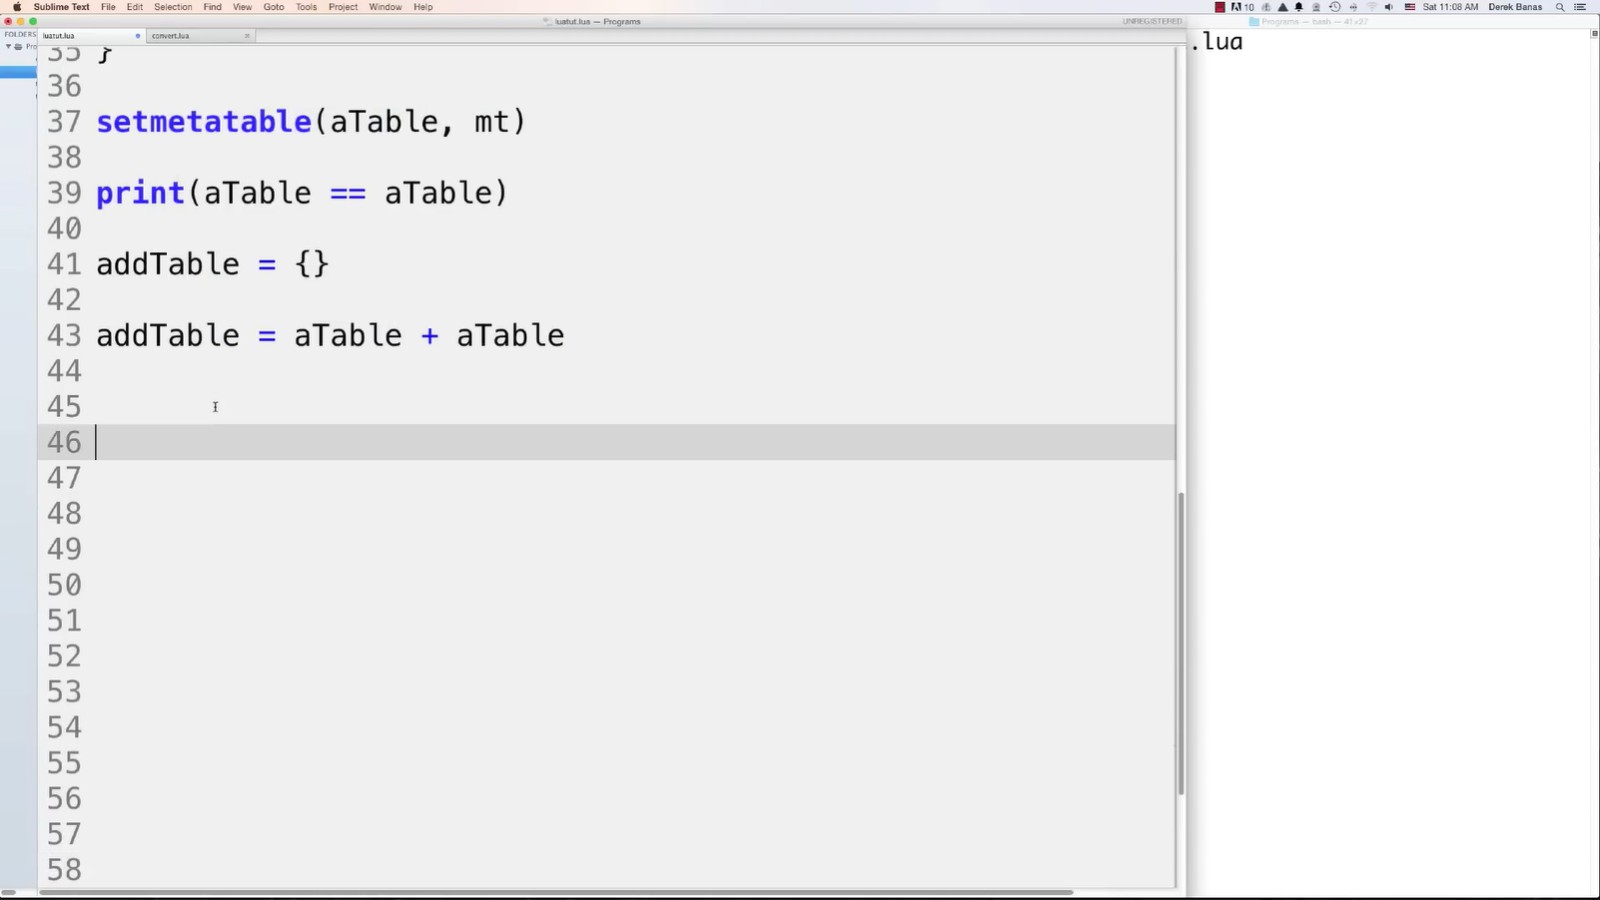 Sublime Text File Edit Selection Find View Goto Tools Project Window Help 10 Sat 11:08 AM Derek Banas
luatut.lua — Programs UNREGISTERED Programs — bash — 41×27
FOLDERS luatut.lua convert.lua
Pro
.lua
35 }
36
37 setmetatable(aTable, mt)
38
39 print(aTable == aTable)
40
41 addTable = {}
42
43 addTable = aTable + aTable
44
45
46
47
48
49
50
51
52
53
54
55
56
57
58